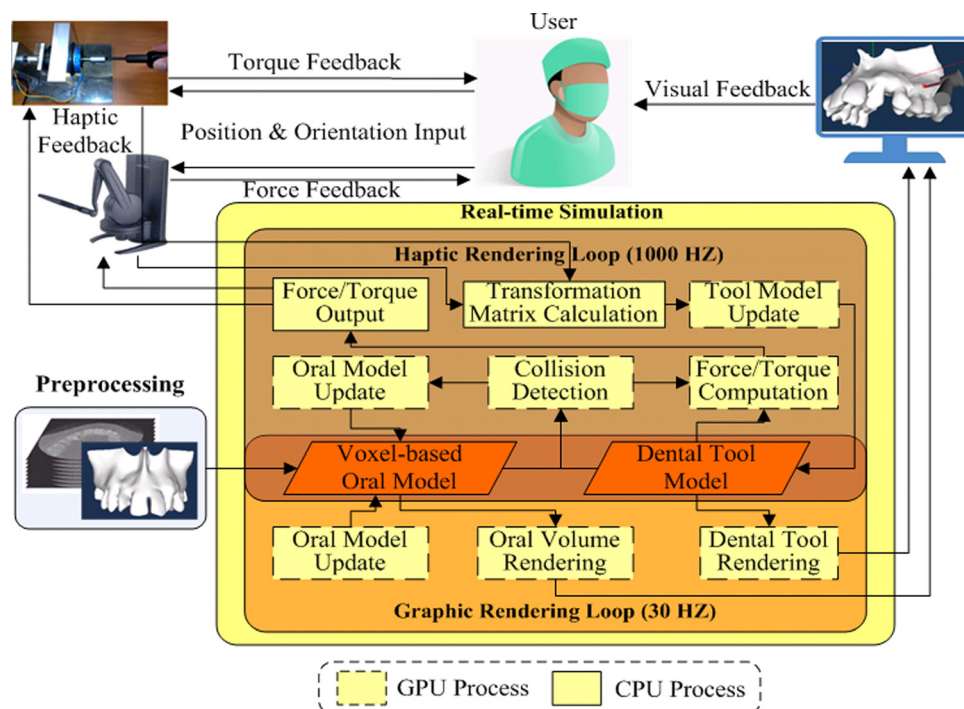 User
Torque Feedback
Visual Feedback
Haptic
Feedback
Position & Orientation Input
Force Feedback
Real-time Simulation
Haptic Rendering Loop (1000 HZ)
Force/Torque
Output
Transformation
Matrix Calculation
Tool Model
Update
Preprocessing
Oral Model
Update
Collision
Detection
Force/Torque
Computation
Voxel-based
Oral Model
Dental Tool
Model
Oral Model
Update
Oral Volume
Rendering
Dental Tool
Rendering
Graphic Rendering Loop (30 HZ)
GPU Process
CPU Process